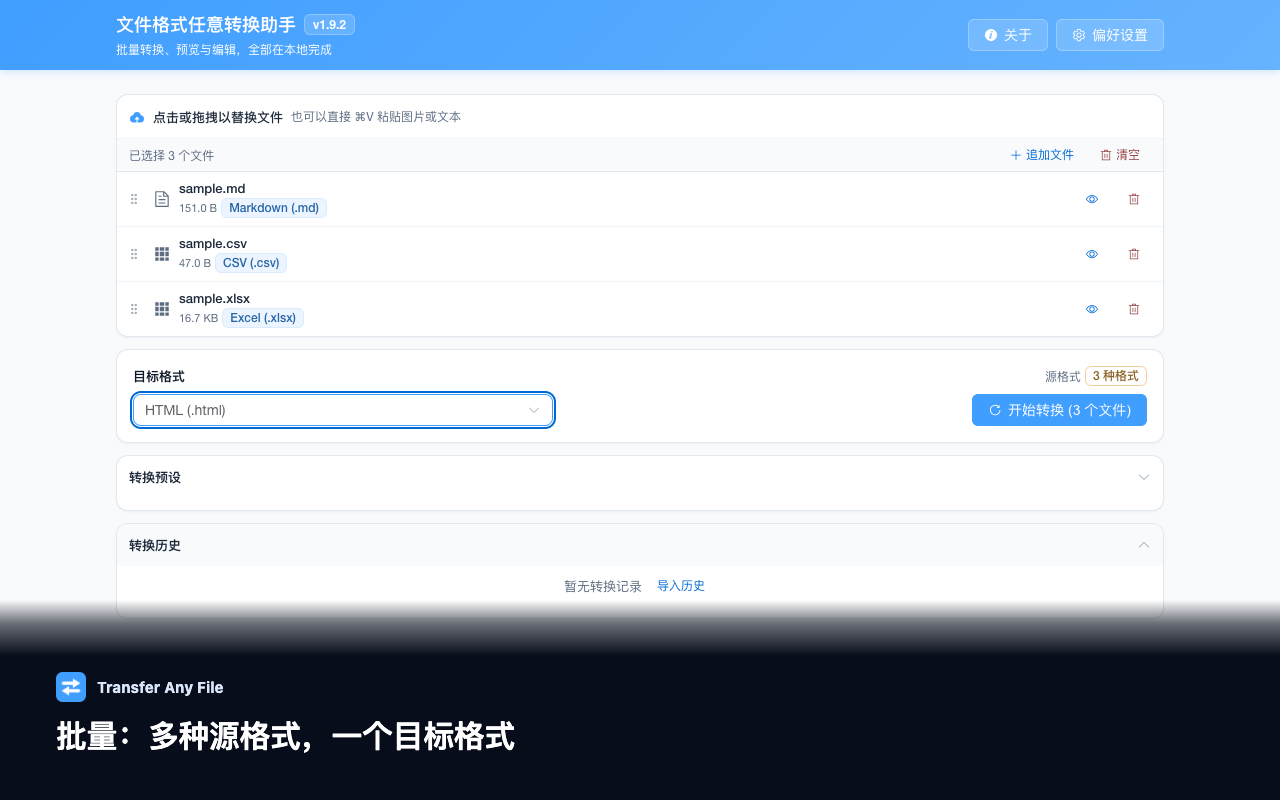 文件格式任意转换助手 v1.9.2
批量转换、预览与编辑，全部在本地完成
关于
偏好设置
点击或拖拽以替换文件 也可以直接 ⌘V 粘贴图片或文本
已选择 3 个文件
追加文件
清空
sample.md
151.0 B Markdown (.md)
sample.csv
47.0 B CSV (.csv)
sample.xlsx
16.7 KB Excel (.xlsx)
目标格式
源格式 3 种格式
HTML (.html)
开始转换 (3 个文件)
转换预设
转换历史
暂无转换记录 导入历史
Transfer Any File
批量：多种源格式，一个目标格式